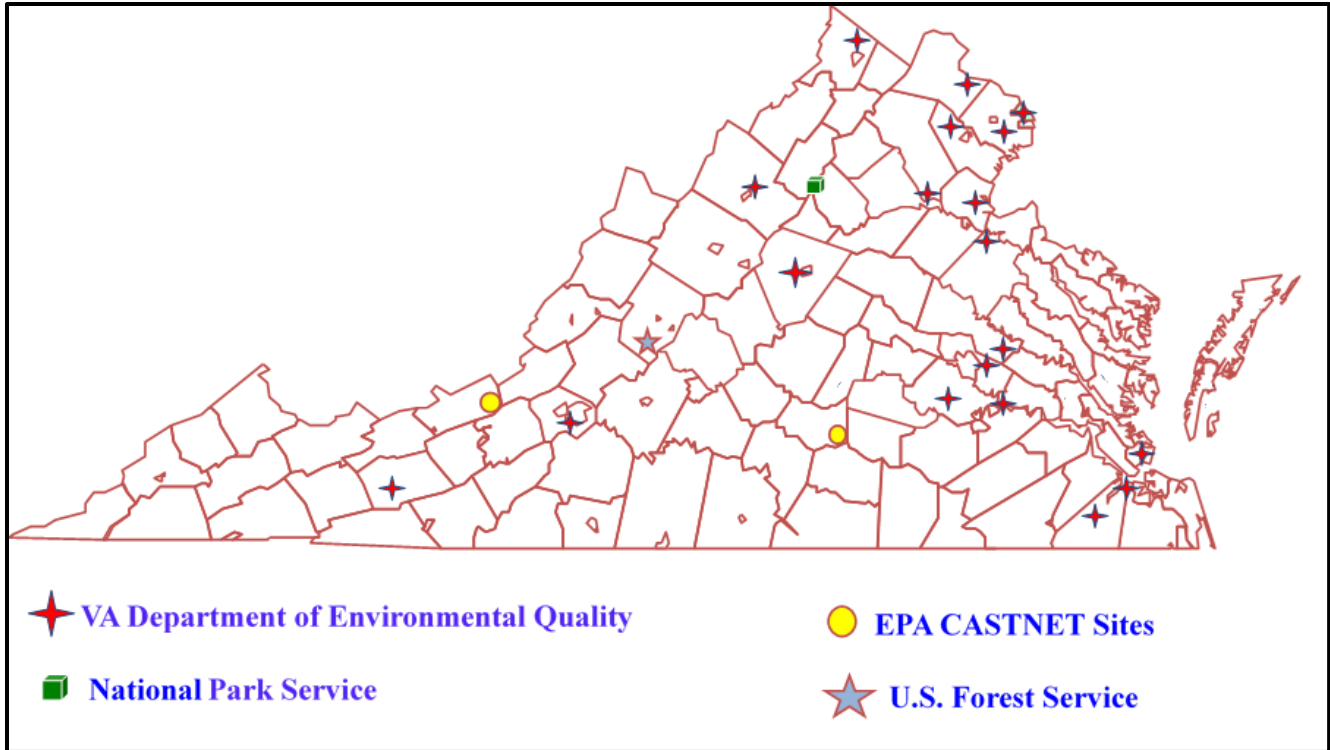 VA Department of Environmental Quality
EPA CASTNET Sites
National Park Service
U.S. Forest Service